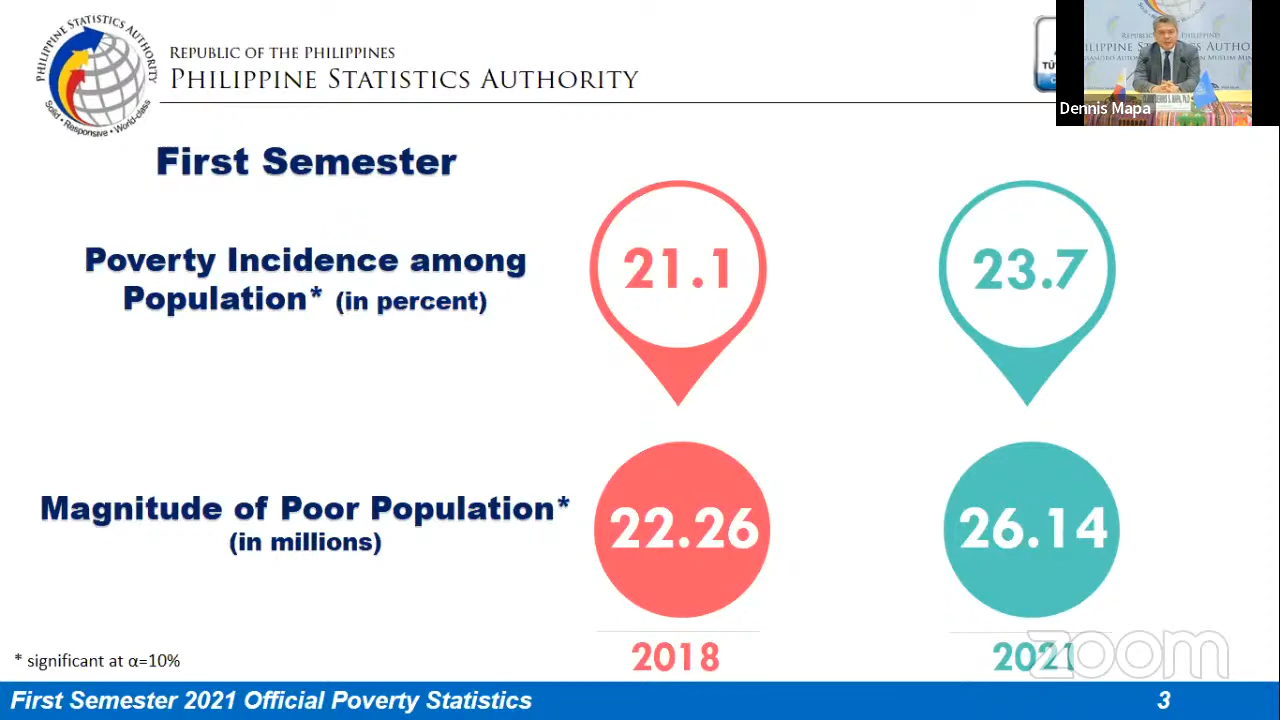 PHILIPPINE STATISTICS AUTHORITY
Solid • Responsive • World-class
REPUBLIC OF THE PHILIPPINES
PHILIPPINE STATISTICS AUTHORITY
Dennis Mapa
First Semester
Poverty Incidence among
Population* (in percent)
21.1
23.7
Magnitude of Poor Population*
(in millions)
22.26
26.14
2018
2021
zoom
* significant at α=10%
First Semester 2021 Official Poverty Statistics
3